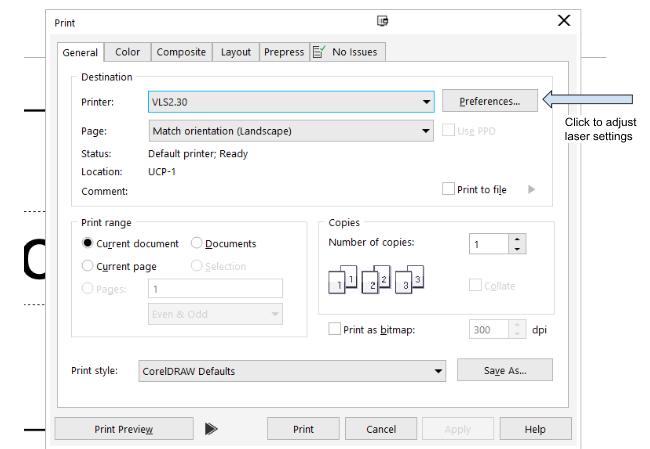 Print
General Color Composite Layout Prepress No Issues
Destination
Printer: VLS2.30 Preferences...
Click to adjust
laser settings
Page: Match orientation (Landscape) Use PPD
Status: Default printer; Ready
Location: UCP-1
Comment: Print to file
Print range Copies
Current document Documents Number of copies: 1
Current page Selection
1 1 2 2 3 3
Pages: 1 Collate
Even & Odd
Print as bitmap: 300 dpi
Print style: CorelDRAW Defaults Save As...
Print Preview Print Cancel Apply Help